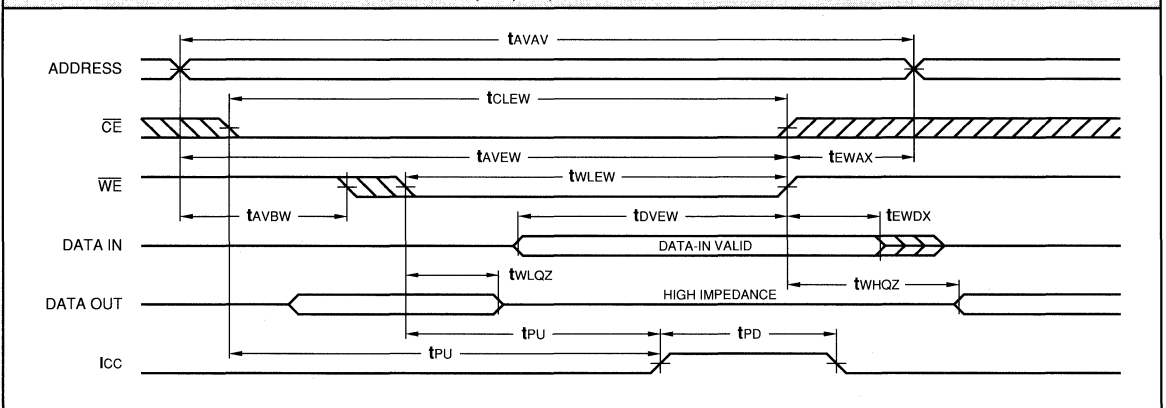 tAVAV
ADDRESS
tCLEW
CE
tAVEW
tEWAX
WE
tWLEW
tAVBW
tDVEW
tEWDX
DATA IN
DATA-IN VALID
tWLQZ
tWHQZ
DATA OUT
HIGH IMPEDANCE
tPU
tPD
tPU
ICC